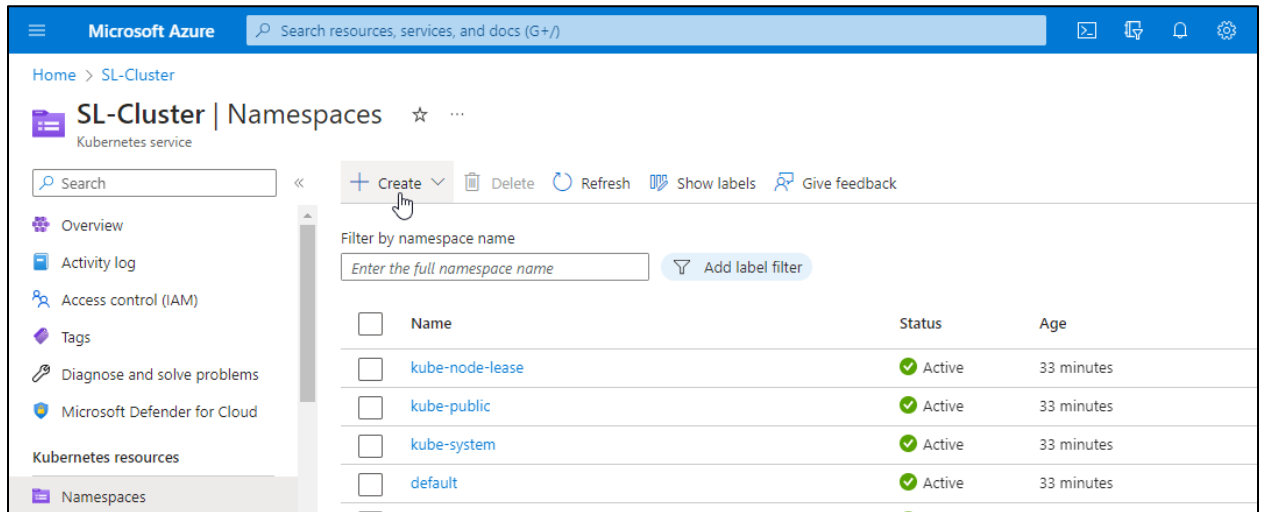 Microsoft Azure
Search resources, services, and docs (G+/)
Home > SL-Cluster
SL-Cluster | Namespaces
Kubernetes service
Search
Overview
Activity log
Access control (IAM)
Tags
Diagnose and solve problems
Microsoft Defender for Cloud
Kubernetes resources
Namespaces
Create Delete Refresh Show labels Give feedback
Filter by namespace name
Enter the full namespace name Add label filter
Name Status Age
kube-node-lease Active 33 minutes
kube-public Active 33 minutes
kube-system Active 33 minutes
default Active 33 minutes